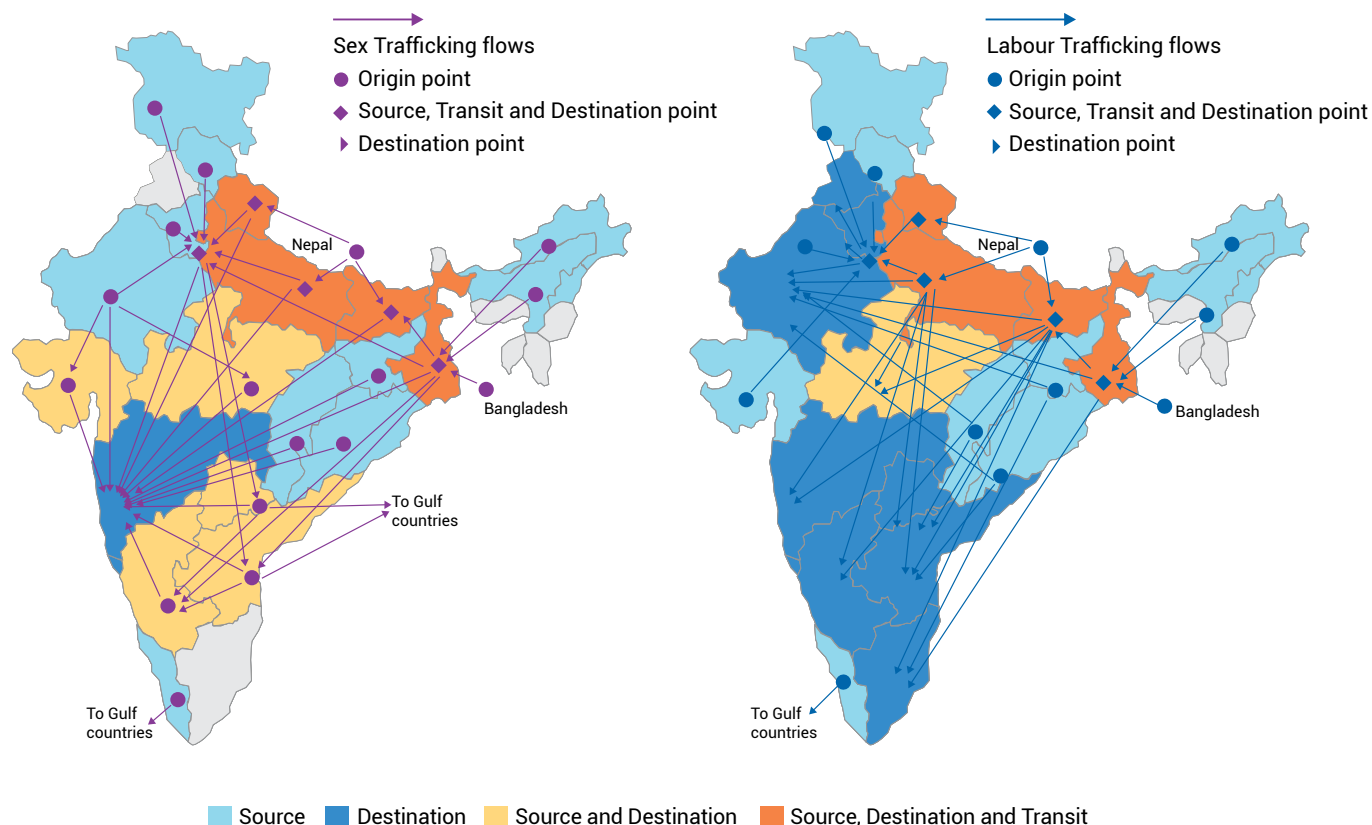 Sex Trafficking flows
Origin point
Source, Transit and Destination point
Destination point
Nepal
Bangladesh
To Gulf
countries
To Gulf
countries
Labour Trafficking flows
Origin point
Source, Transit and Destination point
Destination point
Nepal
Bangladesh
To Gulf
countries
Source
Destination
Source and Destination
Source, Destination and Transit